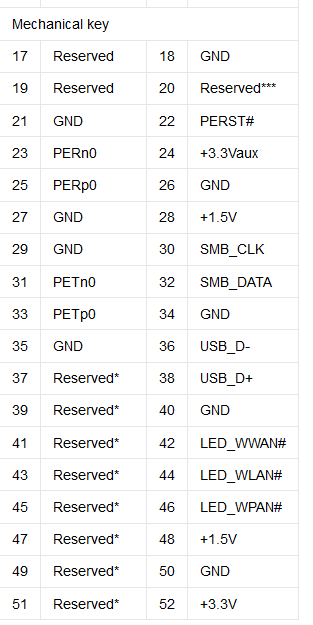 Mechanical key
17 Reserved 18 GND
19 Reserved 20 Reserved***
21 GND 22 PERST#
23 PERn0 24 +3.3Vaux
25 PERp0 26 GND
27 GND 28 +1.5V
29 GND 30 SMB_CLK
31 PETn0 32 SMB_DATA
33 PETp0 34 GND
35 GND 36 USB_D-
37 Reserved* 38 USB_D+
39 Reserved* 40 GND
41 Reserved* 42 LED_WWAN#
43 Reserved* 44 LED_WLAN#
45 Reserved* 46 LED_WPAN#
47 Reserved* 48 +1.5V
49 Reserved* 50 GND
51 Reserved* 52 +3.3V